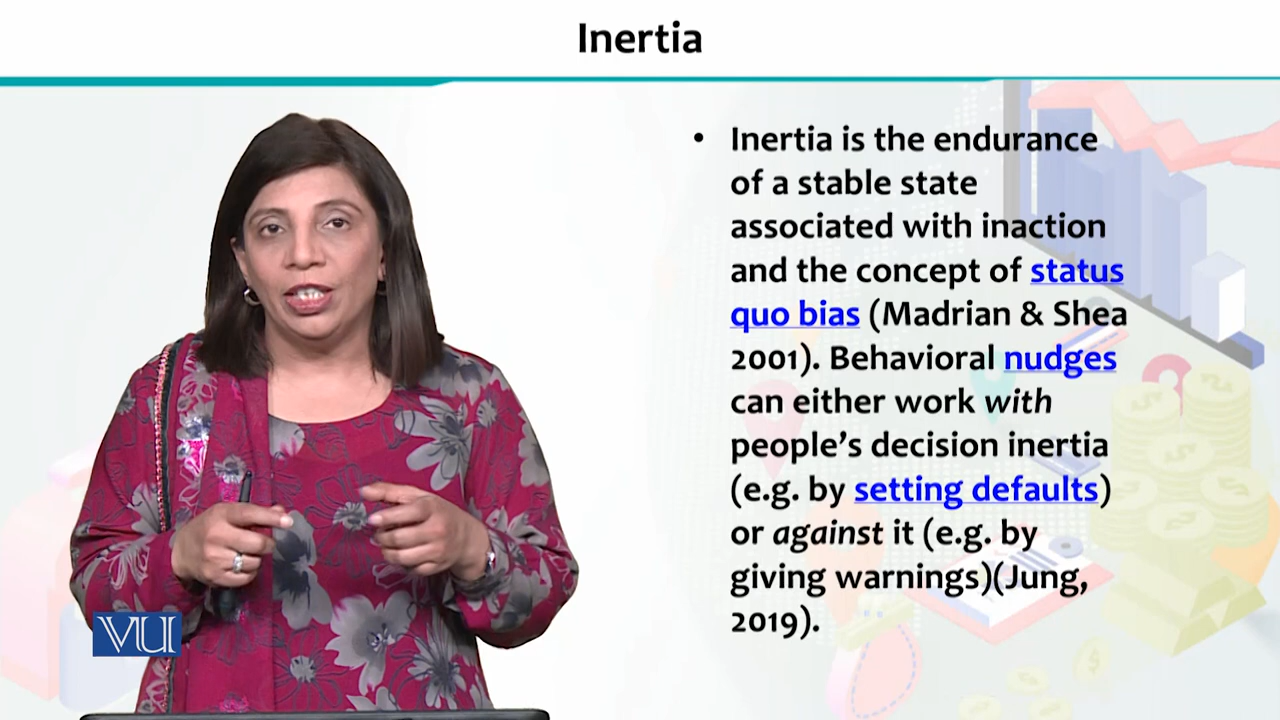 Inertia
• Inertia is the endurance
of a stable state
associated with inaction
and the concept of status
quo bias (Madrian & Shea
2001). Behavioral nudges
can either work with
people’s decision inertia
(e.g. by setting defaults)
or against it (e.g. by
giving warnings)(Jung,
2019).
VU